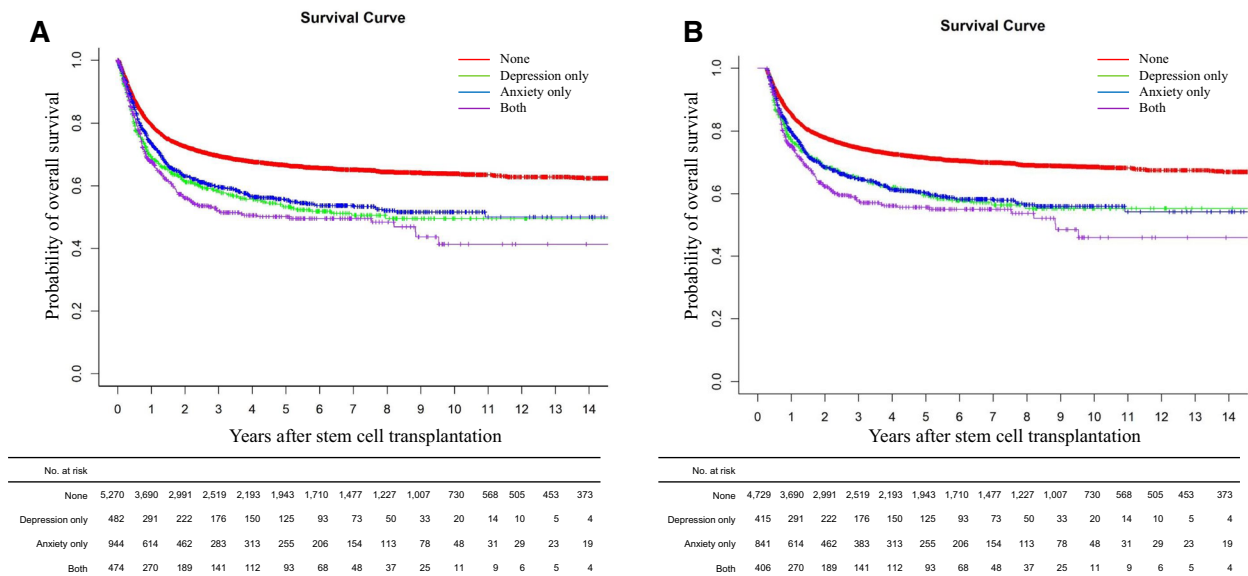 A
Survival Curve
None
Depression only
Anxiety only
Both
Probability of overall survival
1.0
0.8
0.6
0.4
0.2
0.0
0 1 2 3 4 5 6 7 8 9 10 11 12 13 14
Years after stem cell transplantation
No. at risk
None 5,270 3,690 2,991 2,519 2,193 1,943 1,710 1,477 1,227 1,007 730 568 505 453 373
Depression only 482 291 222 176 150 125 93 73 50 33 20 14 10 5 4
Anxiety only 944 614 462 283 313 255 206 154 113 78 48 31 29 23 19
Both 474 270 189 141 112 93 68 48 37 25 11 9 6 5 4
B
Survival Curve
None
Depression only
Anxiety only
Both
Probability of overall survival
1.0
0.8
0.6
0.4
0.2
0.0
0 1 2 3 4 5 6 7 8 9 10 11 12 13 14
Years after stem cell transplantation
No. at risk
None 4,729 3,690 2,991 2,519 2,193 1,943 1,710 1,477 1,227 1,007 730 568 505 453 373
Depression only 415 291 222 176 150 125 93 73 50 33 20 14 10 5 4
Anxiety only 841 614 462 383 313 255 206 154 113 78 48 31 29 23 19
Both 406 270 189 141 112 93 68 48 37 25 11 9 6 5 4